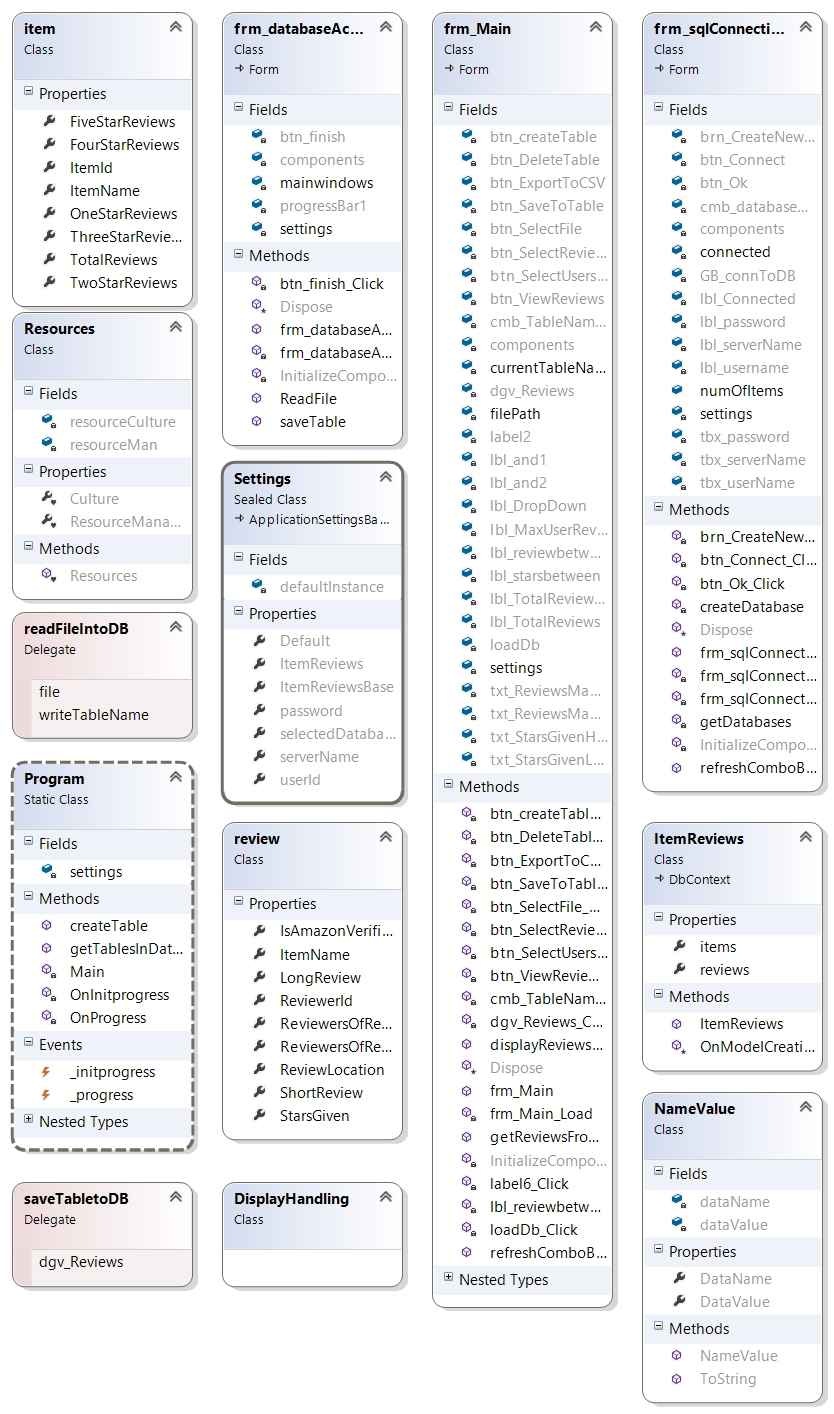 item
Class
Properties
FiveStarReviews
FourStarReviews
ItemId
ItemName
OneStarReviews
ThreeStarRevie...
TotalReviews
TwoStarReviews
Resources
Class
Fields
resourceCulture
resourceMan
Properties
Culture
ResourceMana...
Methods
Resources
readFileIntoDB
Delegate
file
writeTableName
Program
Static Class
Fields
settings
Methods
createTable
getTablesInDat...
Main
OnInitprogress
OnProgress
Events
_initprogress
_progress
Nested Types
saveTabletoDB
Delegate
dgv_Reviews
frm_databaseAc...
Class
Form
Fields
btn_finish
components
mainwindows
progressBar1
settings
Methods
btn_finish_Click
Dispose
frm_databaseA...
frm_databaseA...
InitializeCompo...
ReadFile
saveTable
Settings
Sealed Class
ApplicationSettingsBa...
Fields
defaultInstance
Properties
Default
ItemReviews
ItemReviewsBase
password
selectedDataba...
serverName
userId
review
Class
Properties
IsAmazonVerifi...
ItemName
LongReview
ReviewerId
ReviewersOfRe...
ReviewersOfRe...
ReviewLocation
ShortReview
StarsGiven
DisplayHandling
Class
frm_Main
Class
Form
Fields
btn_createTable
btn_DeleteTable
btn_ExportToCSV
btn_SaveToTable
btn_SelectFile
btn_SelectRevie...
btn_SelectUsers...
btn_ViewReviews
cmb_TableNam...
components
currentTableNa...
dgv_Reviews
filePath
label2
lbl_and1
lbl_and2
lbl_DropDown
lbl_MaxUserRev...
lbl_reviewbetw...
lbl_starsbetween
lbl_TotalReview...
lbl_TotalReviews
loadDb
settings
txt_ReviewsMa...
txt_ReviewsMa...
txt_StarsGivenH...
txt_StarsGivenL...
Methods
btn_createTabl...
btn_DeleteTabl...
btn_ExportToC...
btn_SaveToTabl...
btn_SelectFile_...
btn_SelectRevie...
btn_SelectUsers...
btn_ViewRevie...
cmb_TableNam...
dgv_Reviews_C...
displayReviews...
Dispose
frm_Main
frm_Main_Load
getReviewsFro...
InitializeCompo...
label6_Click
lbl_reviewbetw...
loadDb_Click
refreshComboB...
Nested Types
frm_sqlConnecti...
Class
Form
Fields
brn_CreateNew...
btn_Connect
btn_Ok
cmb_database...
components
connected
GB_connToDB
lbl_Connected
lbl_password
lbl_serverName
lbl_username
numOfItems
settings
tbx_password
tbx_serverName
tbx_userName
Methods
brn_CreateNew...
btn_Connect_Cl...
btn_Ok_Click
createDatabase
Dispose
frm_sqlConnect...
frm_sqlConnect...
frm_sqlConnect...
getDatabases
InitializeCompo...
refreshComboB...
ItemReviews
Class
DbContext
Properties
items
reviews
Methods
ItemReviews
OnModelCreati...
NameValue
Class
Fields
dataName
dataValue
Properties
DataName
DataValue
Methods
NameValue
ToString